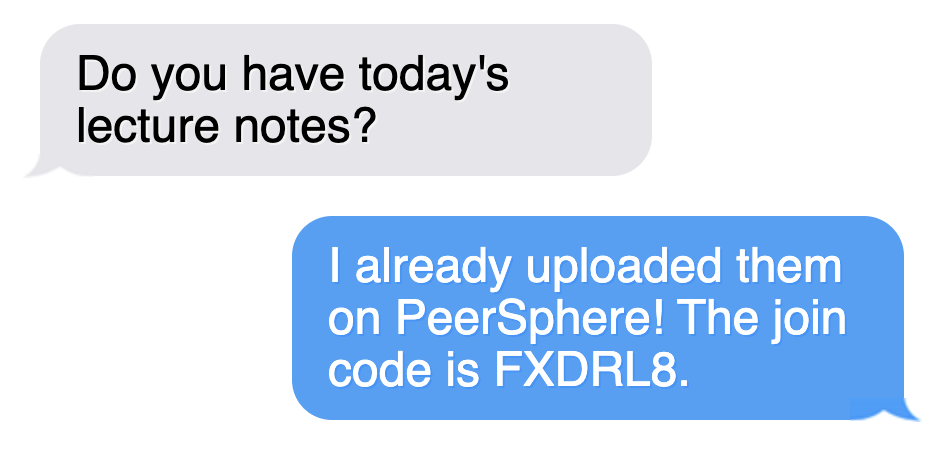 Do you have today's
lecture notes?
I already uploaded them
on PeerSphere! The join
code is FXDRL8.